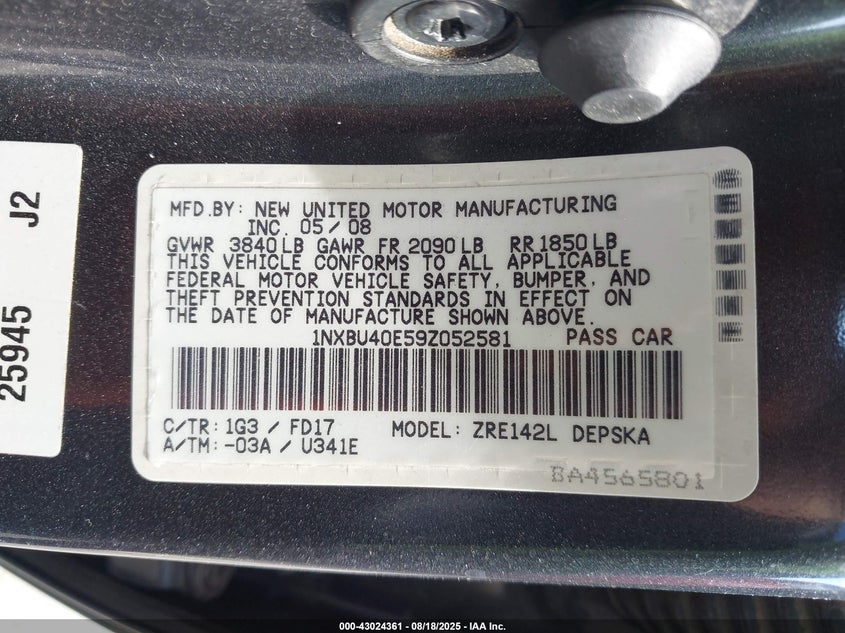 MFD.BY: NEW UNITED MOTOR MANUFACTURING
INC. 05/08
GVWR 3840 LB GAWR FR 2090 LB RR 1850 LB
THIS VEHICLE CONFORMS TO ALL APPLICABLE
FEDERAL MOTOR VEHICLE SAFETY, BUMPER, AND
THEFT PREVENTION STANDARDS IN EFFECT ON
THE DATE OF MANUFACTURE SHOWN ABOVE.
1NXBU40E59Z052581 PASS CAR
C/TR: 1G3 / FD17 MODEL: ZRE142L DEPSKA
A/TM: -03A / U341E
BA4565801
25945 J2
000-43024361 - 08/18/2025 - IAA Inc.